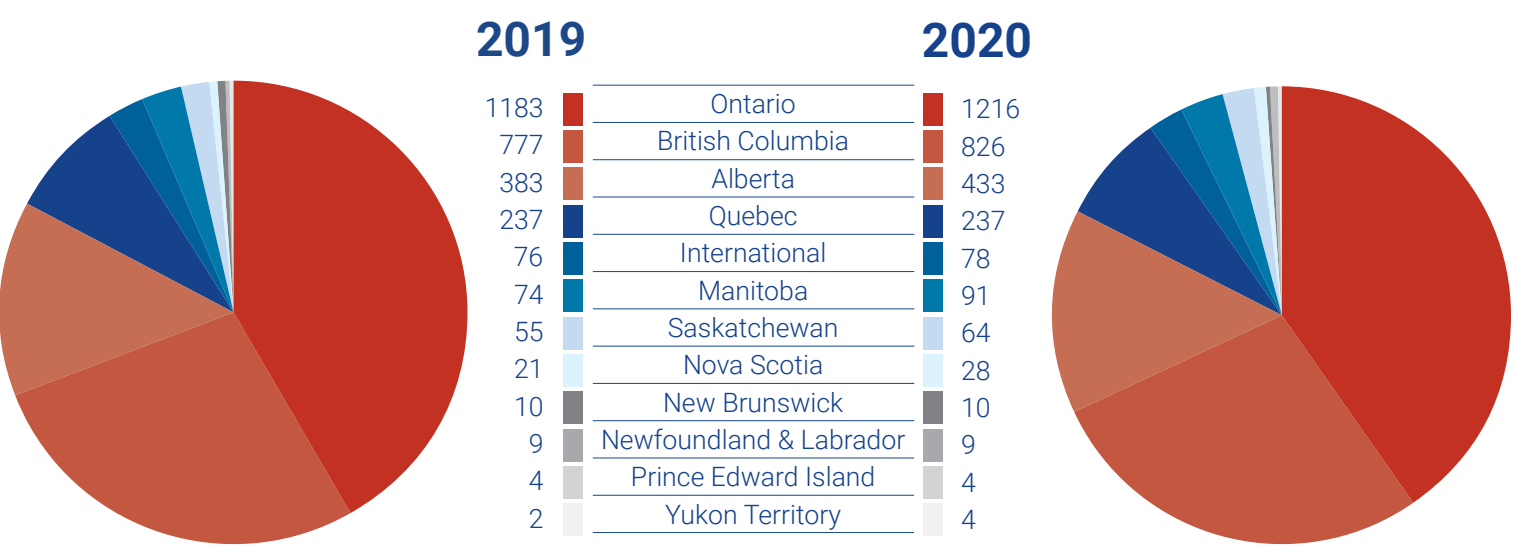 2019 2020
1183 Ontario 1216
777 British Columbia 826
383 Alberta 433
237 Quebec 237
76 International 78
74 Manitoba 91
55 Saskatchewan 64
21 Nova Scotia 28
10 New Brunswick 10
9 Newfoundland & Labrador 9
4 Prince Edward Island 4
2 Yukon Territory 4